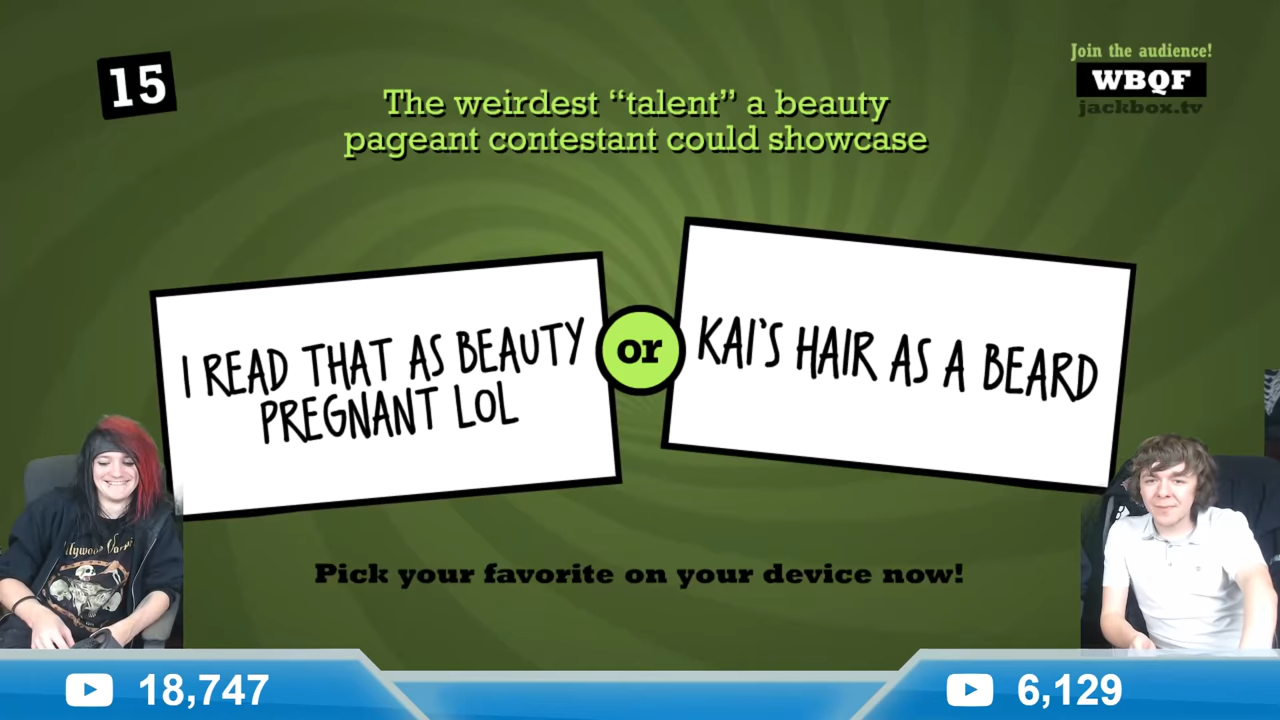 15
Join the audience!
WBQF
jackbox.tv
The weirdest “talent” a beauty
pageant contestant could showcase
I READ THAT AS BEAUTY
PREGNANT LOL
or
KAI'S HAIR AS A BEARD
Pick your favorite on your device now!
18,747
6,129